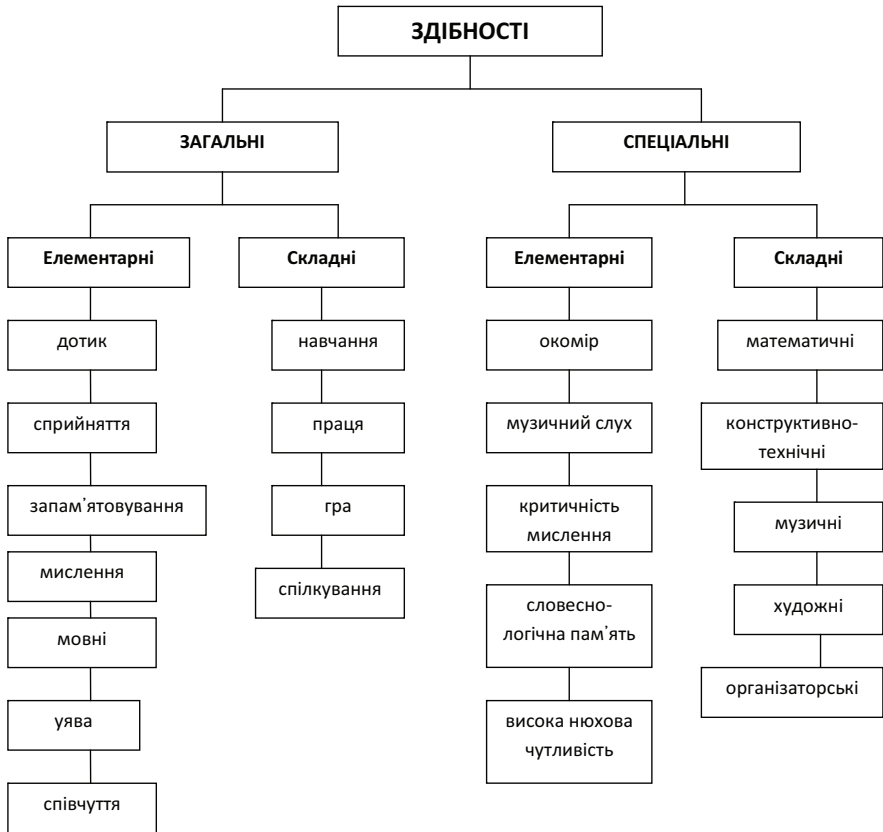 ЗДІБНОСТІ
ЗАГАЛЬНІ
СПЕЦІАЛЬНІ
Елементарні
Складні
Елементарні
Складні
дотик
сприйняття
запам'ятовування
мислення
мовні
уява
співчуття
навчання
праця
гра
спілкування
окомір
музичний слух
критичність
мислення
словесно-
логічна пам'ять
висока нюхова
чутливість
математичні
конструктивно-
технічні
музичні
художні
організаторські